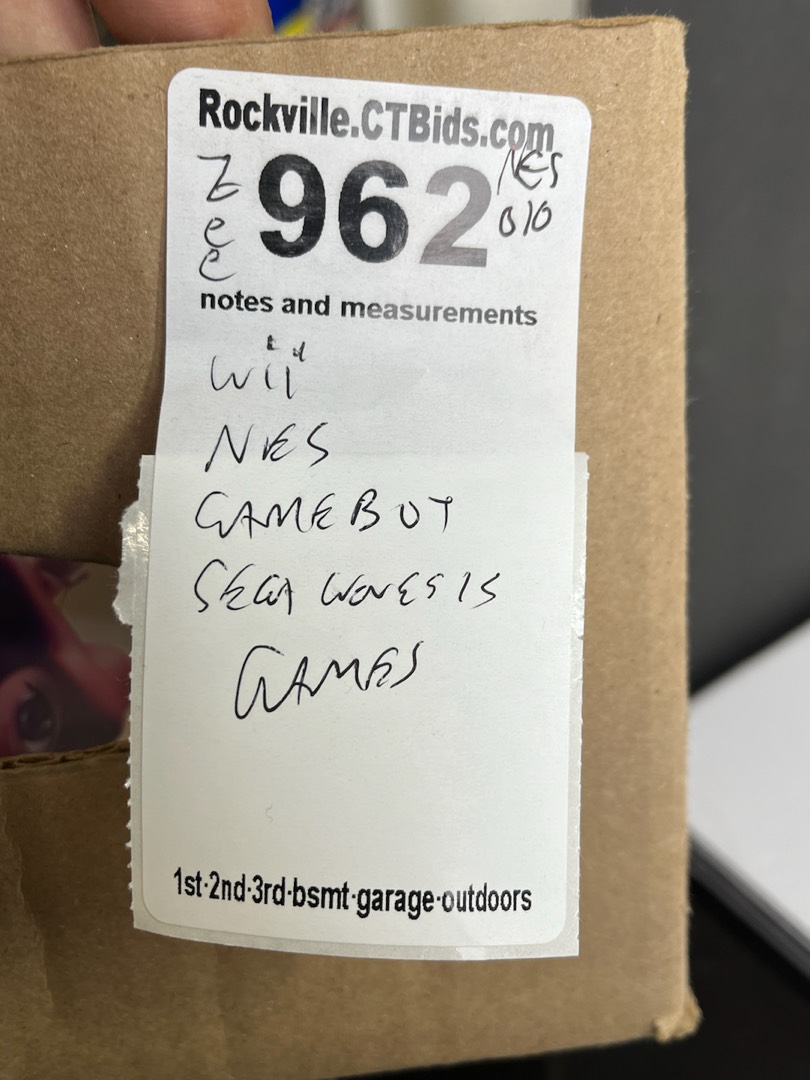 Rockville.CTBids.com
Zee
962
NES
010
notes and measurements
wii
NES
GAMEBOY
SEGA GENESIS
GAMES
1st·2nd·3rd·bsmt·garage·outdoors